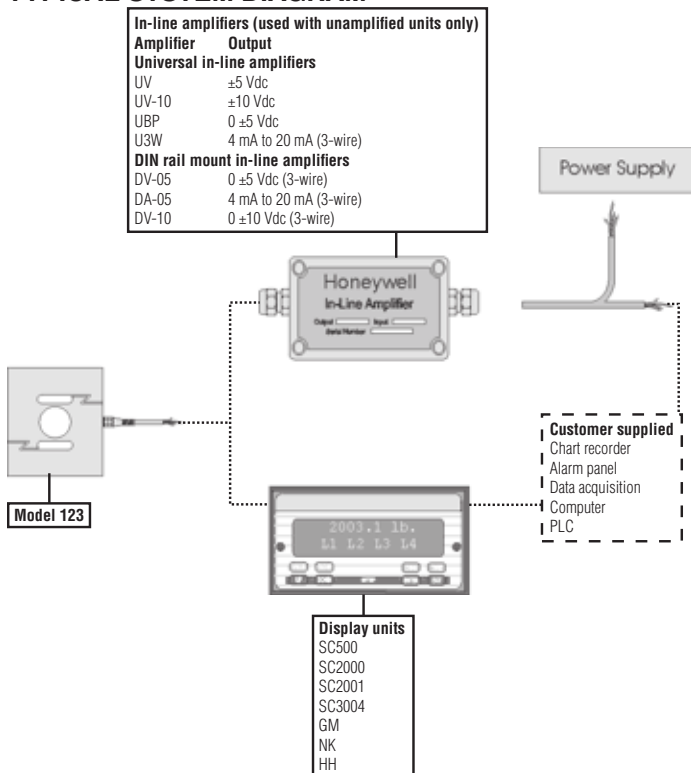 In-line amplifiers (used with unamplified units only)
Amplifier Output
Universal in-line amplifiers
UV ±5 Vdc
UV-10 ±10 Vdc
UBP 0 ±5 Vdc
U3W 4 mA to 20 mA (3-wire)
DIN rail mount in-line amplifiers
DV-05 0 ±5 Vdc (3-wire)
DA-05 4 mA to 20 mA (3-wire)
DV-10 0 ±10 Vdc (3-wire)
Power Supply
Honeywell
In-Line Amplifier
Output Input
Serial Number
Model 123
Customer supplied
Chart recorder
Alarm panel
Data acquisition
Computer
PLC
2003.1 lb.
L1 L2 L3 L4
Display units
SC500
SC2000
SC2001
SC3004
GM
NK
HH